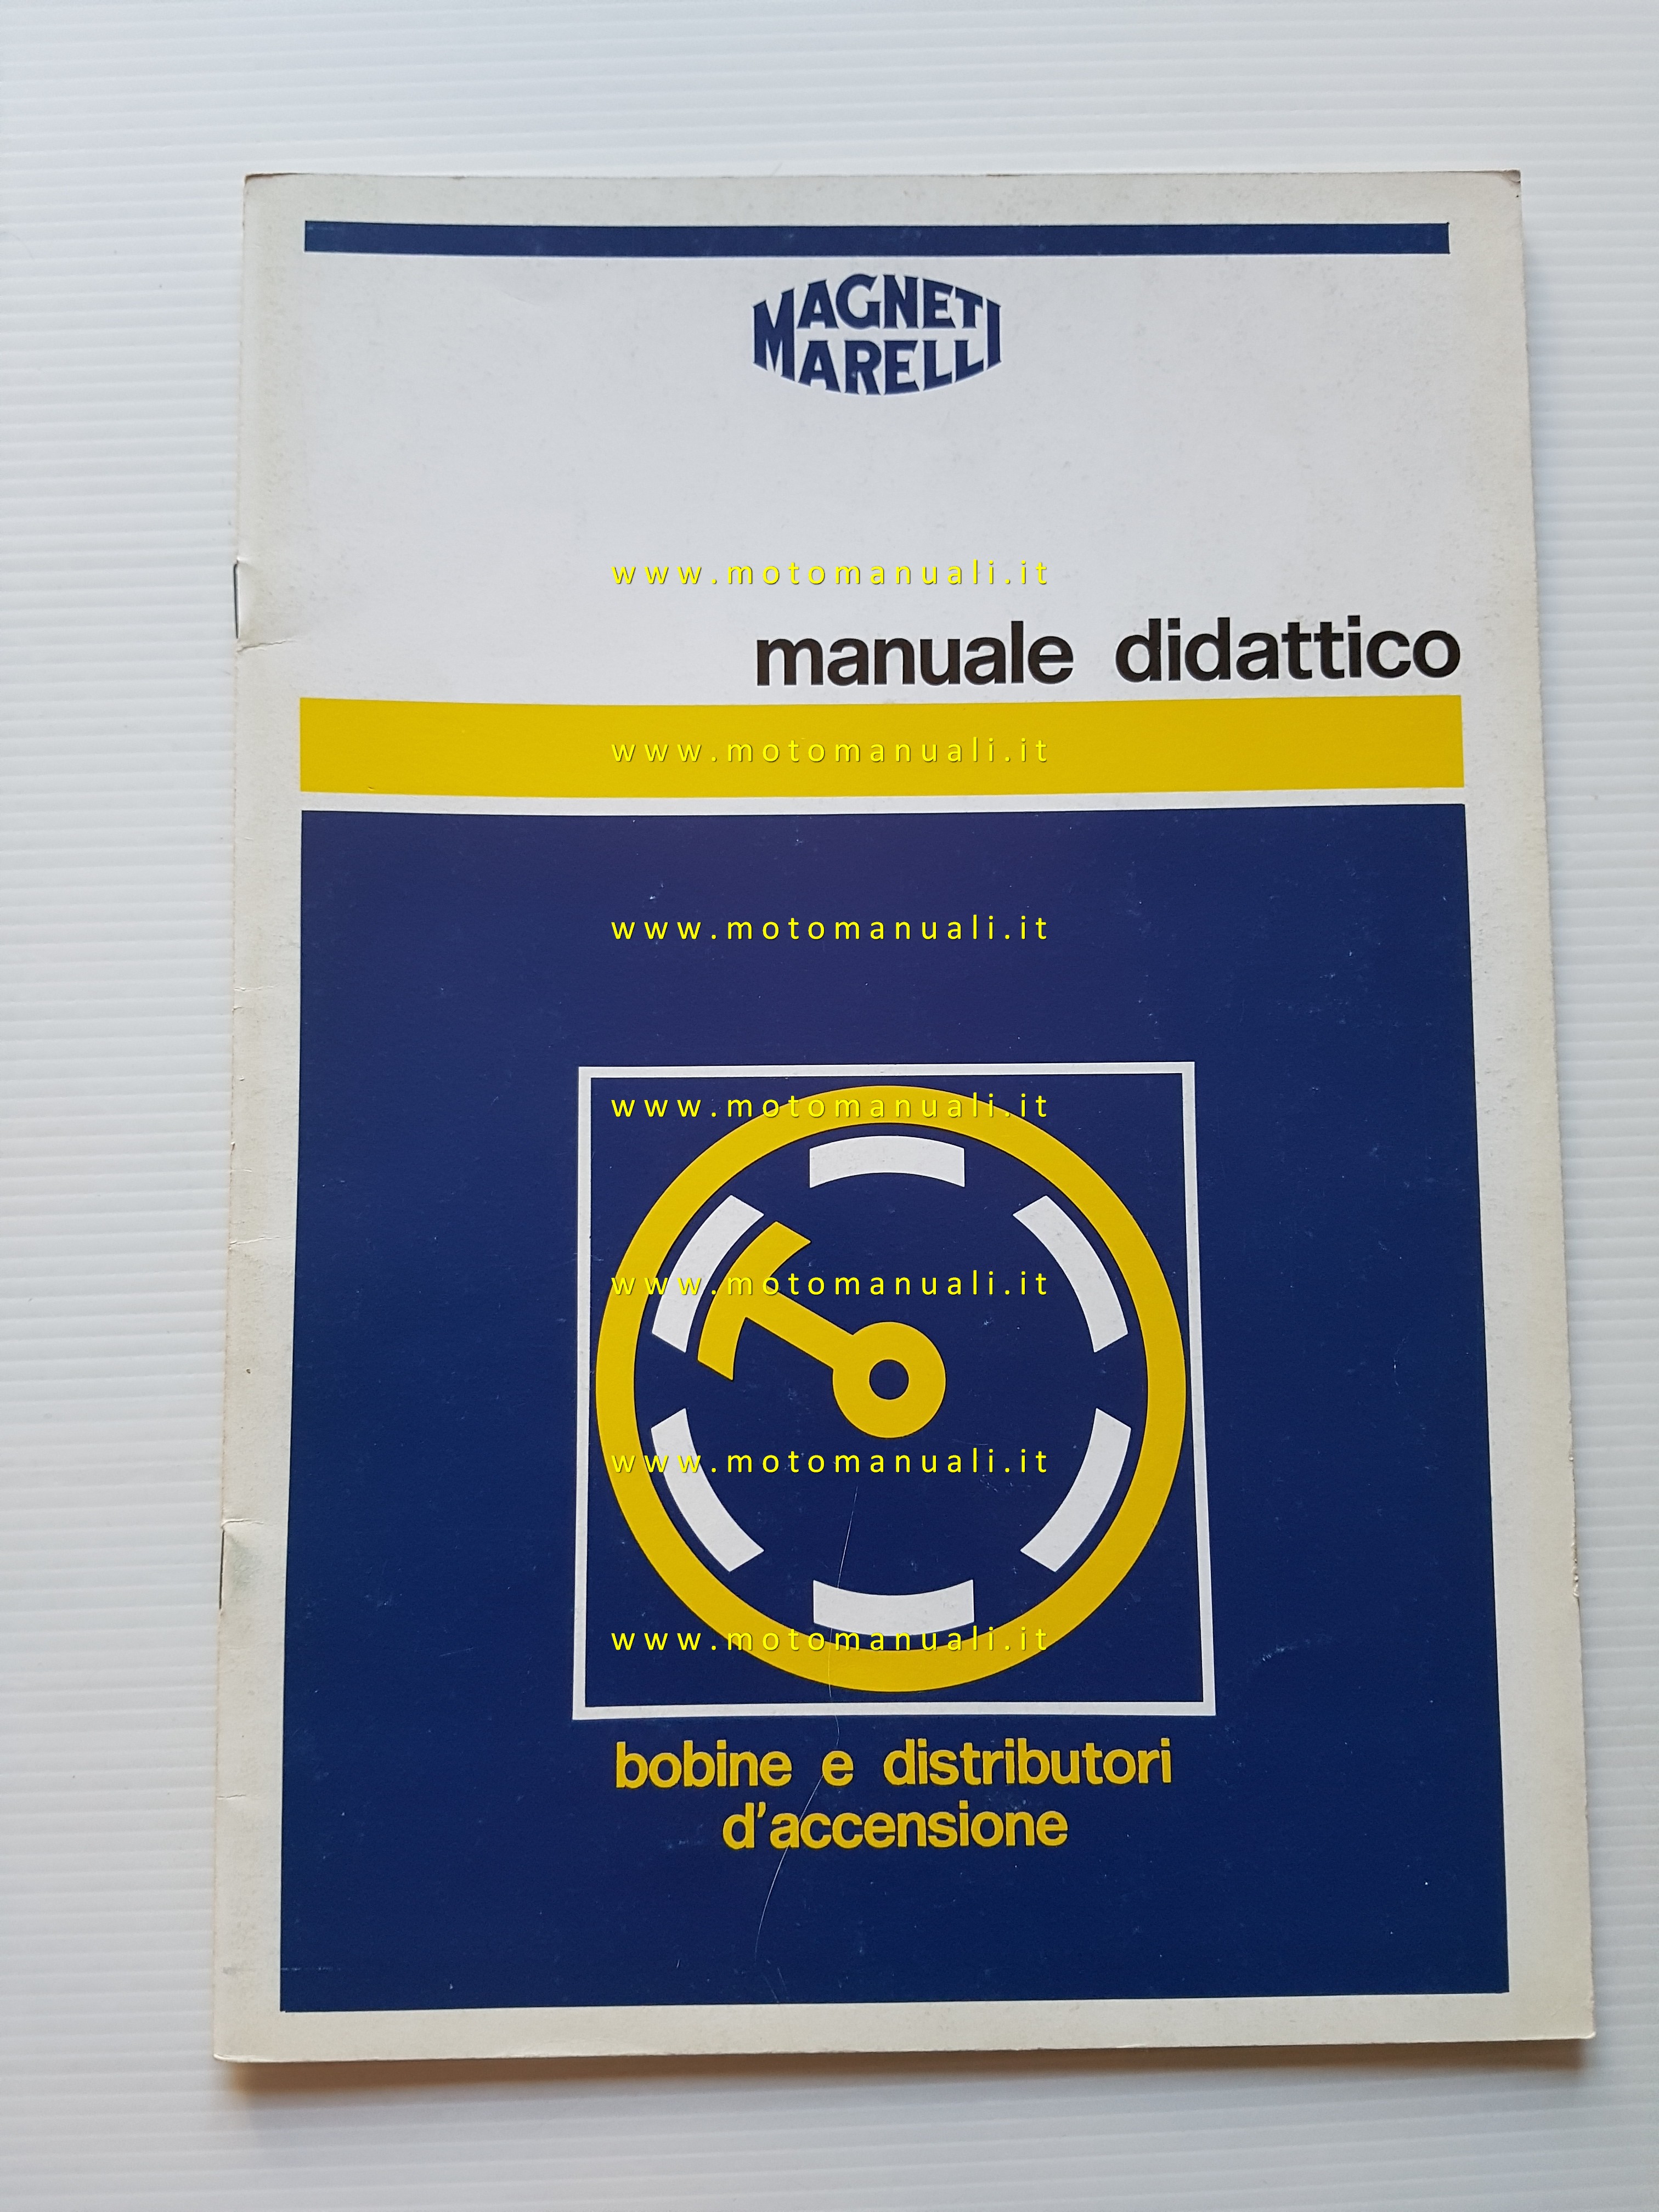 MAGNETI
MARELLI
www.motomanuali.it
manuale didattico
www.motomanuali.it
www.motomanuali.it
www.motomanuali.it
www.motomanuali.it
www.motomanuali.it
www.motomanuali.it
bobine e distributori
d'accensione